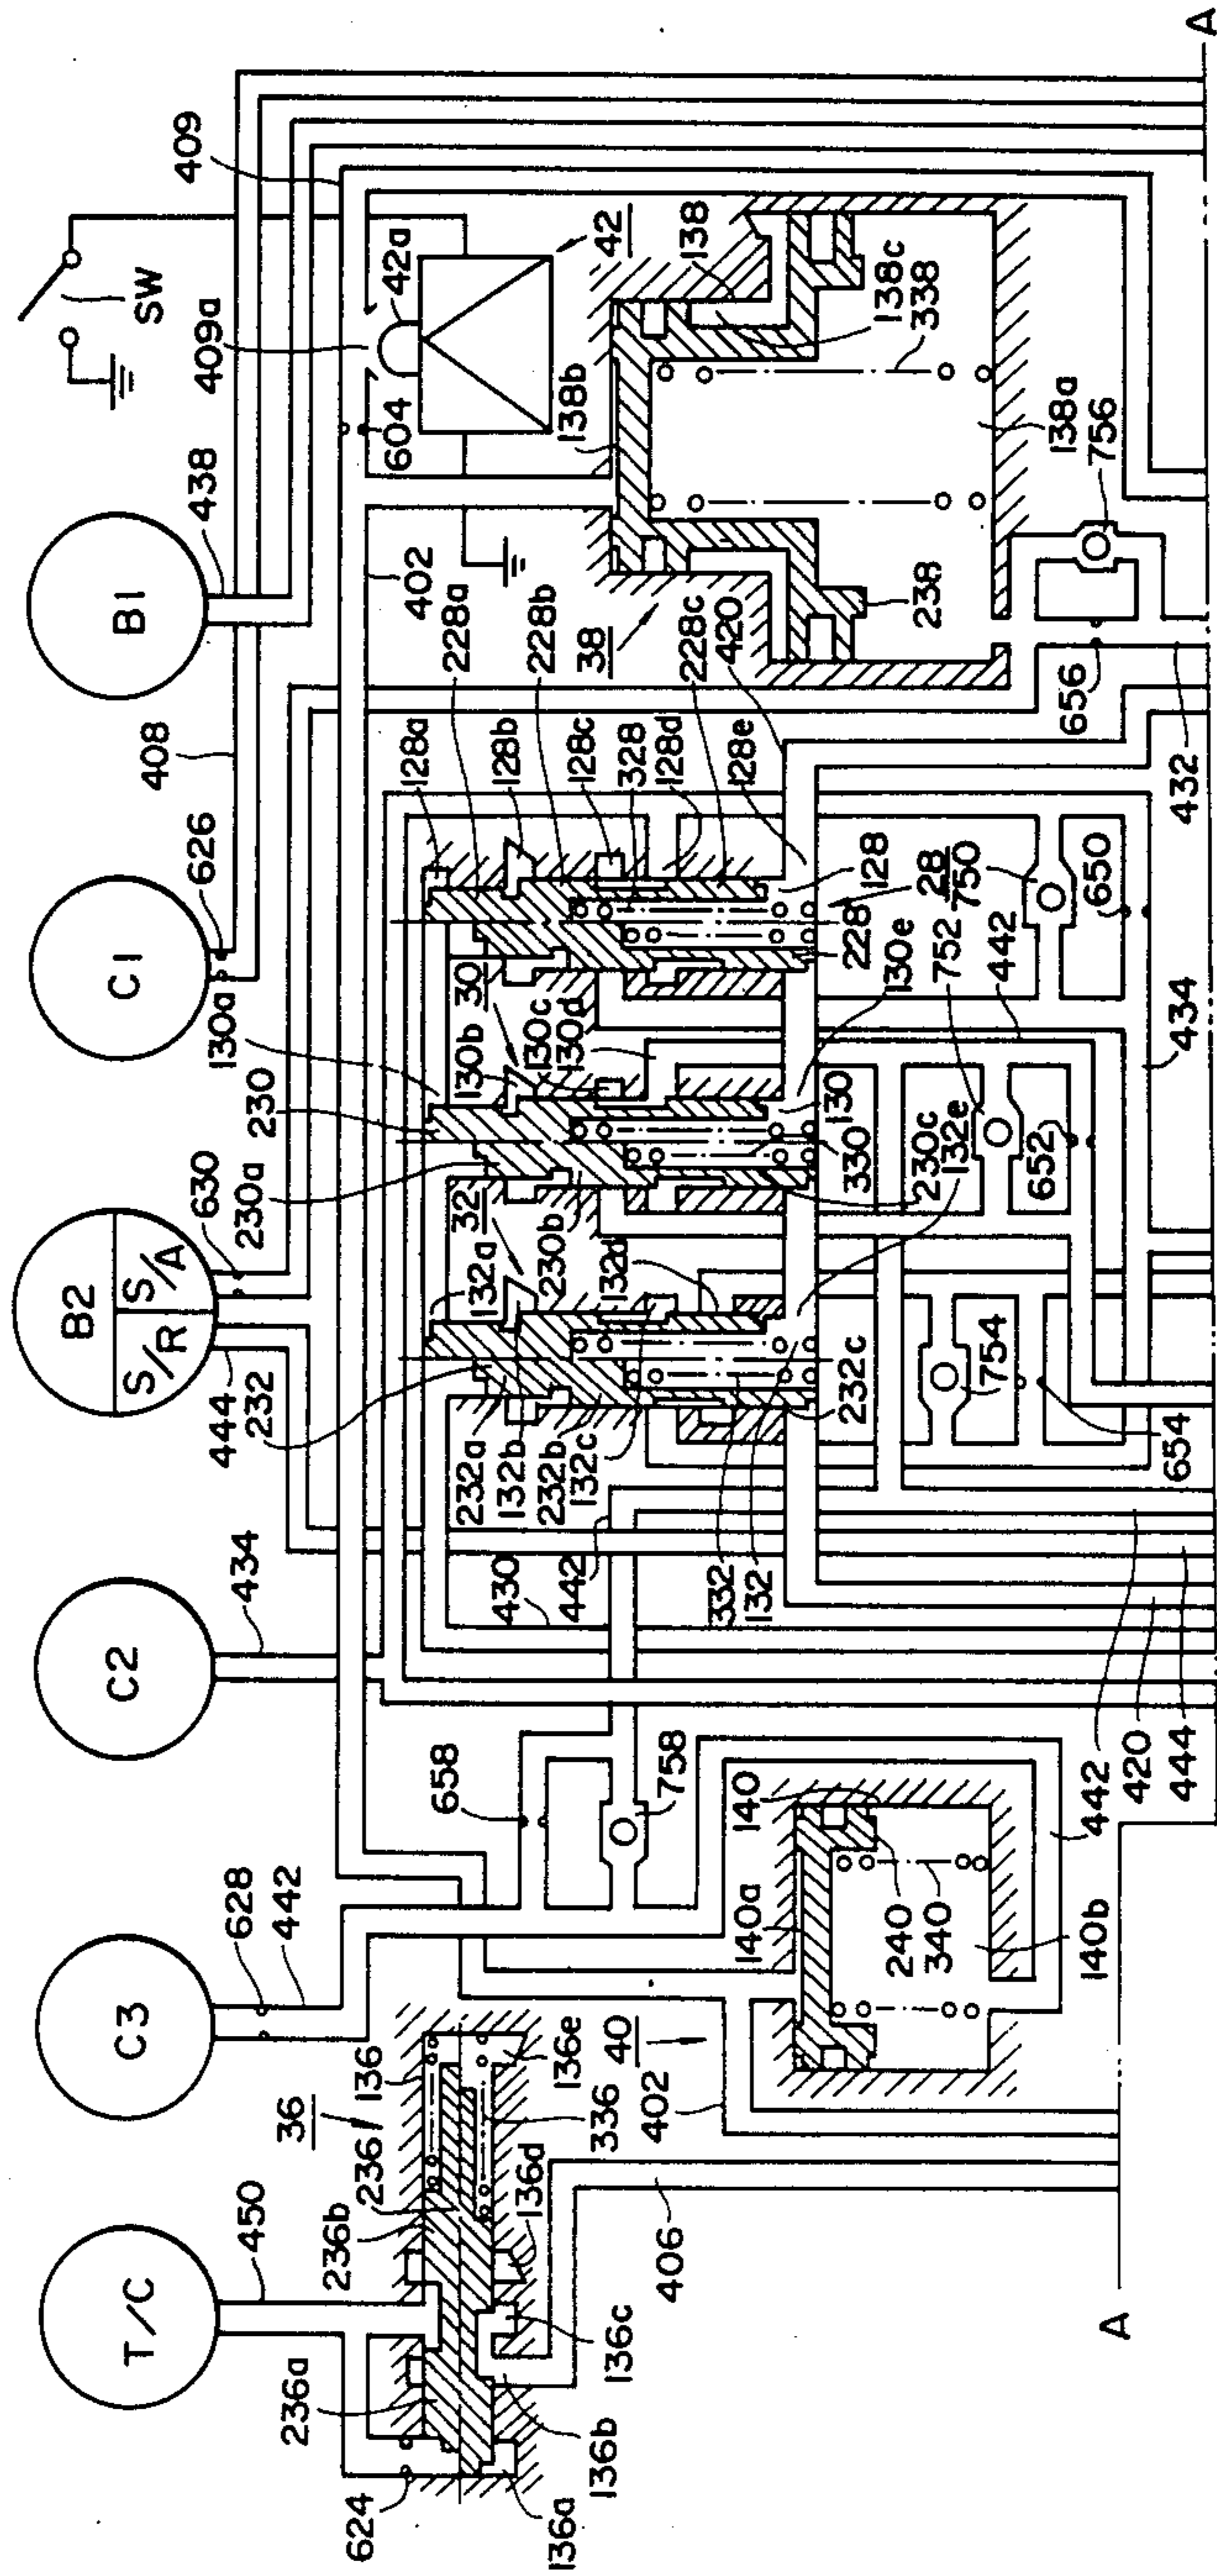 T/C
C3
C2
B2
S/R
S/A
C1
B1
SW
450
628
442
434
444
630
626
408
438
409a
409
42a
604
402
42
624
236a
236b
36
136
236
136a
136b
136c
136d
336
136e
40
402
406
658
758
140a
140
240
340
140b
442
420
444
430
442
332
132
232
232a
132b
232b
132c
132a
132d
32
230a
230
130a
230b
130b
130c
130d
30
128a
228a
128b
228b
128c
328
128d
228c
128e
420
128
28
228
750
130e
752
442
130
330
230c
132e
232c
754
654
652
650
434
432
656
756
38
238
138b
138
138c
338
138a
A
A